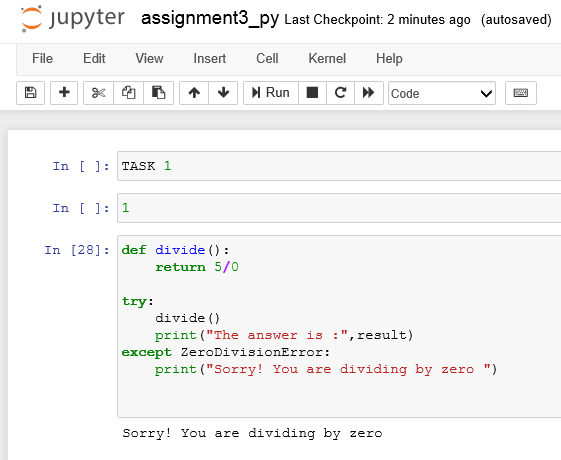 jupyter assignment3_py Last Checkpoint: 2 minutes ago (autosaved)
File Edit View Insert Cell Kernel Help
Run Code
In [ ]: TASK 1
In [ ]: 1
In [28]: def divide():
    return 5/0

try:
    divide()
    print("The answer is :",result)
except ZeroDivisionError:
    print("Sorry! You are dividing by zero ")
Sorry! You are dividing by zero